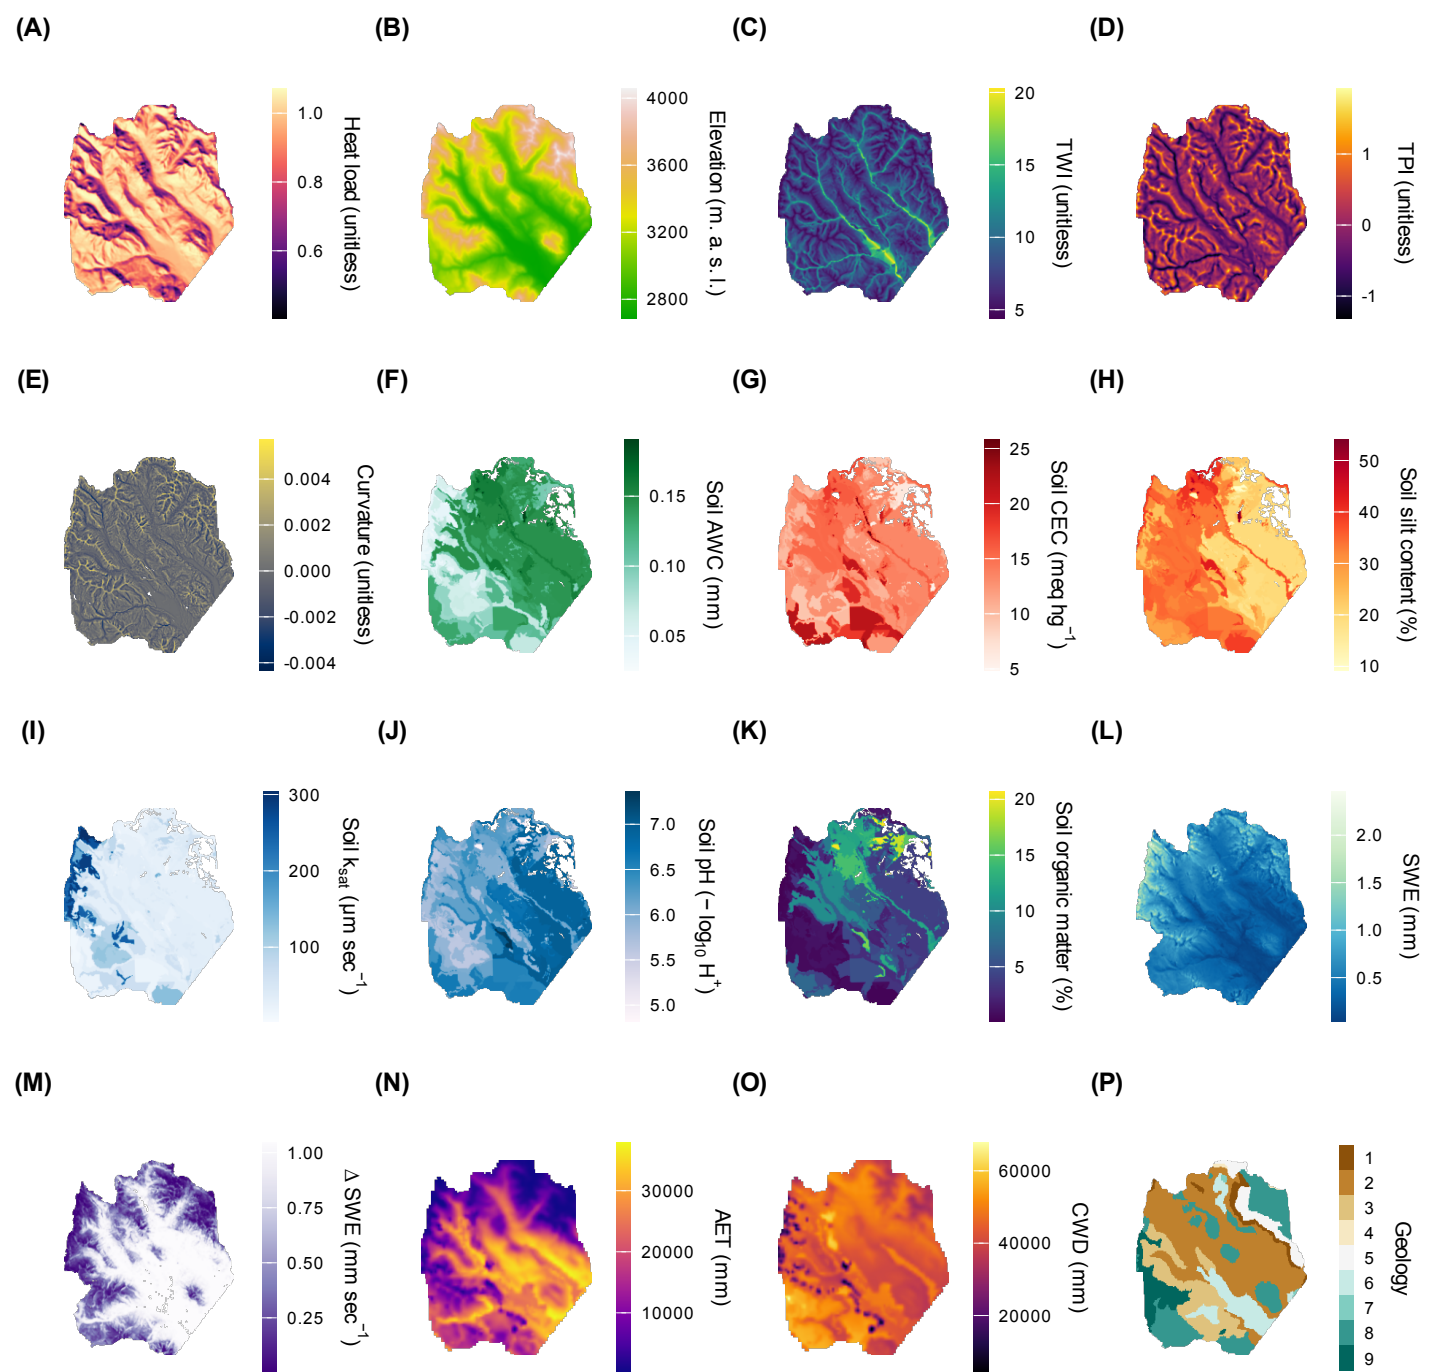 (A)
1.0
0.8
0.6
Heat load (unitless)
(B)
4000
3600
3200
2800
Elevation (m. a. s. l.)
(C)
20
15
10
5
TWI (unitless)
(D)
1
0
-1
TPI (unitless)
(E)
0.004
0.002
0.000
-0.002
-0.004
Curvature (unitless)
(F)
0.15
0.10
0.05
Soil AWC (mm)
(G)
25
20
15
10
5
Soil CEC (meq hg⁻¹)
(H)
50
40
30
20
10
Soil silt content (%)
(I)
300
200
100
Soil kₛₐₜ (μm sec⁻¹)
(J)
7.0
6.5
6.0
5.5
5.0
Soil pH (− log₁₀ H⁺)
(K)
20
15
10
5
Soil organic matter (%)
(L)
2.0
1.5
1.0
0.5
SWE (mm)
(M)
1.00
0.75
0.50
0.25
Δ SWE (mm sec⁻¹)
(N)
30000
20000
10000
AET (mm)
(O)
60000
40000
20000
CWD (mm)
(P)
1
2
3
4
5
6
7
8
9
Geology